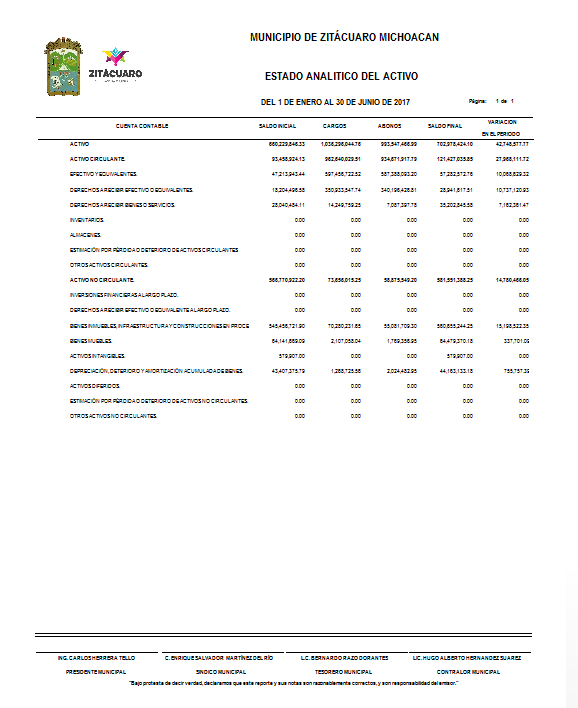 MUNICIPIO DE ZITÁCUARO MICHOACAN
ZITÁCUARO
ESTADO ANALITICO DEL ACTIVO
DEL 1 DE ENERO AL 30 DE JUNIO DE 2017 Página: 1 de 1
CUENTA CONTABLE SALDO INICIAL CARGOS ABONOS SALDO FINAL VARIACION
EN EL PERIODO
ACTIVO 660,229,846.33 1,036,296,044.76 993,547,466.99 702,978,424.10 42,748,577.77
ACTIVO CIRCULANTE. 93,458,924.13 962,640,029.51 934,671,917.79 121,427,035.85 27,968,111.72
EFECTIVO Y EQUIVALENTES. 47,213,943.44 597,456,722.52 587,388,093.20 57,282,572.76 10,068,629.32
DERECHOS A RECIBIR EFECTIVO O EQUIVALENTES. 18,204,496.58 350,933,547.74 340,196,426.81 28,941,617.51 10,737,120.93
DERECHOS A RECIBIR BIENES O SERVICIOS. 28,040,484.11 14,249,759.25 7,087,397.78 35,202,845.58 7,162,361.47
INVENTARIOS. 0.00 0.00 0.00 0.00 0.00
ALMACENES. 0.00 0.00 0.00 0.00 0.00
ESTIMACIÓN POR PÉRDIDA O DETERIORO DE ACTIVOS CIRCULANTES 0.00 0.00 0.00 0.00 0.00
OTROS ACTIVOS CIRCULANTES. 0.00 0.00 0.00 0.00 0.00
ACTIVO NO CIRCULANTE. 566,770,922.20 73,656,015.25 58,875,549.20 581,551,388.25 14,780,466.05
INVERSIONES FINANCIERAS A LARGO PLAZO. 0.00 0.00 0.00 0.00 0.00
DERECHOS A RECIBIR EFECTIVO O EQUIVALENTE A LARGO PLAZO. 0.00 0.00 0.00 0.00 0.00
BIENES INMUEBLES, INFRAESTRUCTURA Y CONSTRUCCIONES EN PROCE 545,456,721.90 70,280,231.65 55,081,709.30 560,655,244.25 15,198,522.35
BIENES MUEBLES. 64,141,669.09 2,107,058.04 1,769,356.95 64,479,370.18 337,701.09
ACTIVOS INTANGIBLES. 579,907.00 0.00 0.00 579,907.00 0.00
DEPRECIACIÓN, DETERIORO Y AMORTIZACIÓN ACUMULADA DE BIENES. 43,407,375.79 1,268,725.56 2,024,482.95 44,163,133.18 755,757.39
ACTIVOS DIFERIDOS. 0.00 0.00 0.00 0.00 0.00
ESTIMACIÓN POR PÉRDIDA O DETERIORO DE ACTIVOS NO CIRCULANTES. 0.00 0.00 0.00 0.00 0.00
OTROS ACTIVOS NO CIRCULANTES. 0.00 0.00 0.00 0.00 0.00
ING. CARLOS HERRERA TELLO C. ENRIQUE SALVADOR MARTÍNEZ DEL RÍO L.C. BERNARDO RAZO DORANTES LIC. HUGO ALBERTO HERNANDEZ SUAREZ
PRESIDENTE MUNICIPAL SINDICO MUNICIPAL TESORERO MUNICIPAL CONTRALOR MUNICIPAL
"Bajo protesta de decir verdad, declaramos que este reporte y sus notas son razonablemente correctos, y son responsabilidad del emisor."